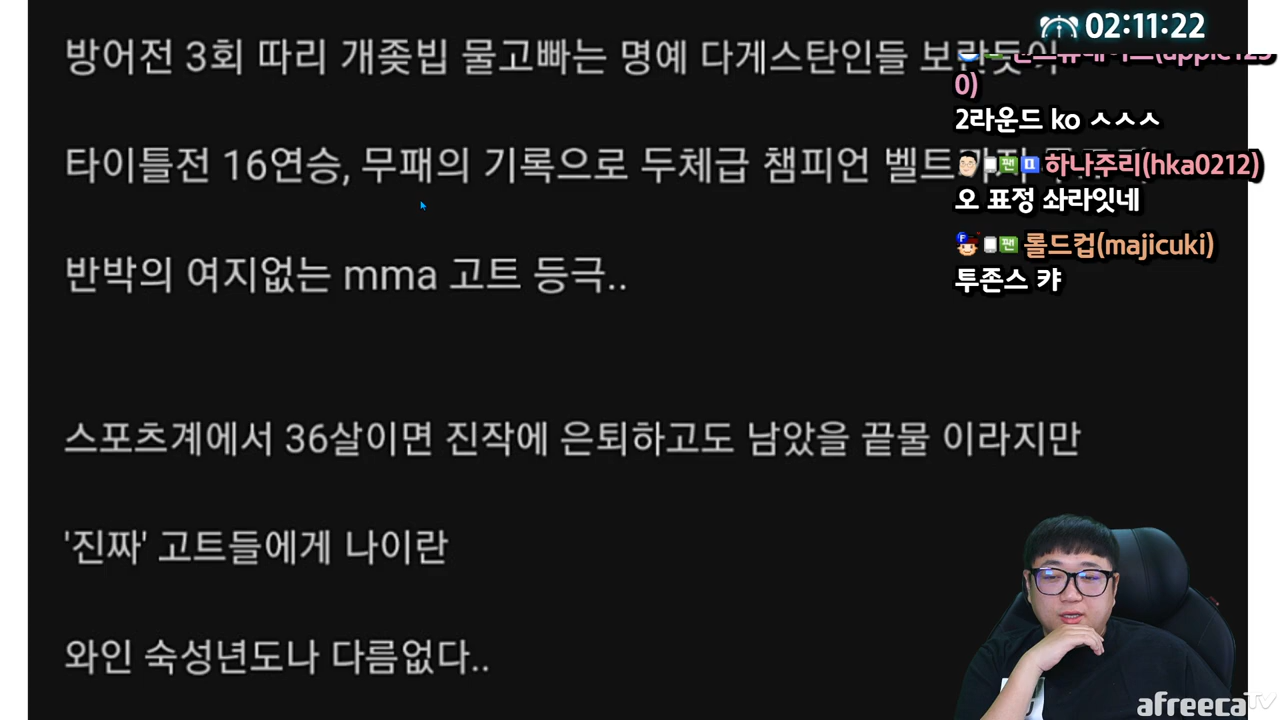 방어전 3회 따리 개좆빕 물고빠는 명예 다게스탄인들 보란듯이
타이틀전 16연승, 무패의 기록으로 두체급 챔피언 벨트
반박의 여지없는 mma 고트 등극..
스포츠계에서 36살이면 진작에 은퇴하고도 남았을 끝물 이라지만
'진짜' 고트들에게 나이란
와인 숙성년도나 다름없다..
02:11:22
0)
2라운드 ko ㅅㅅㅅ
팬 하나주리(hka0212)
오 표정 솨라잇네
F 팬 롤드컵(majicuki)
투존스 캬
afreecaTV